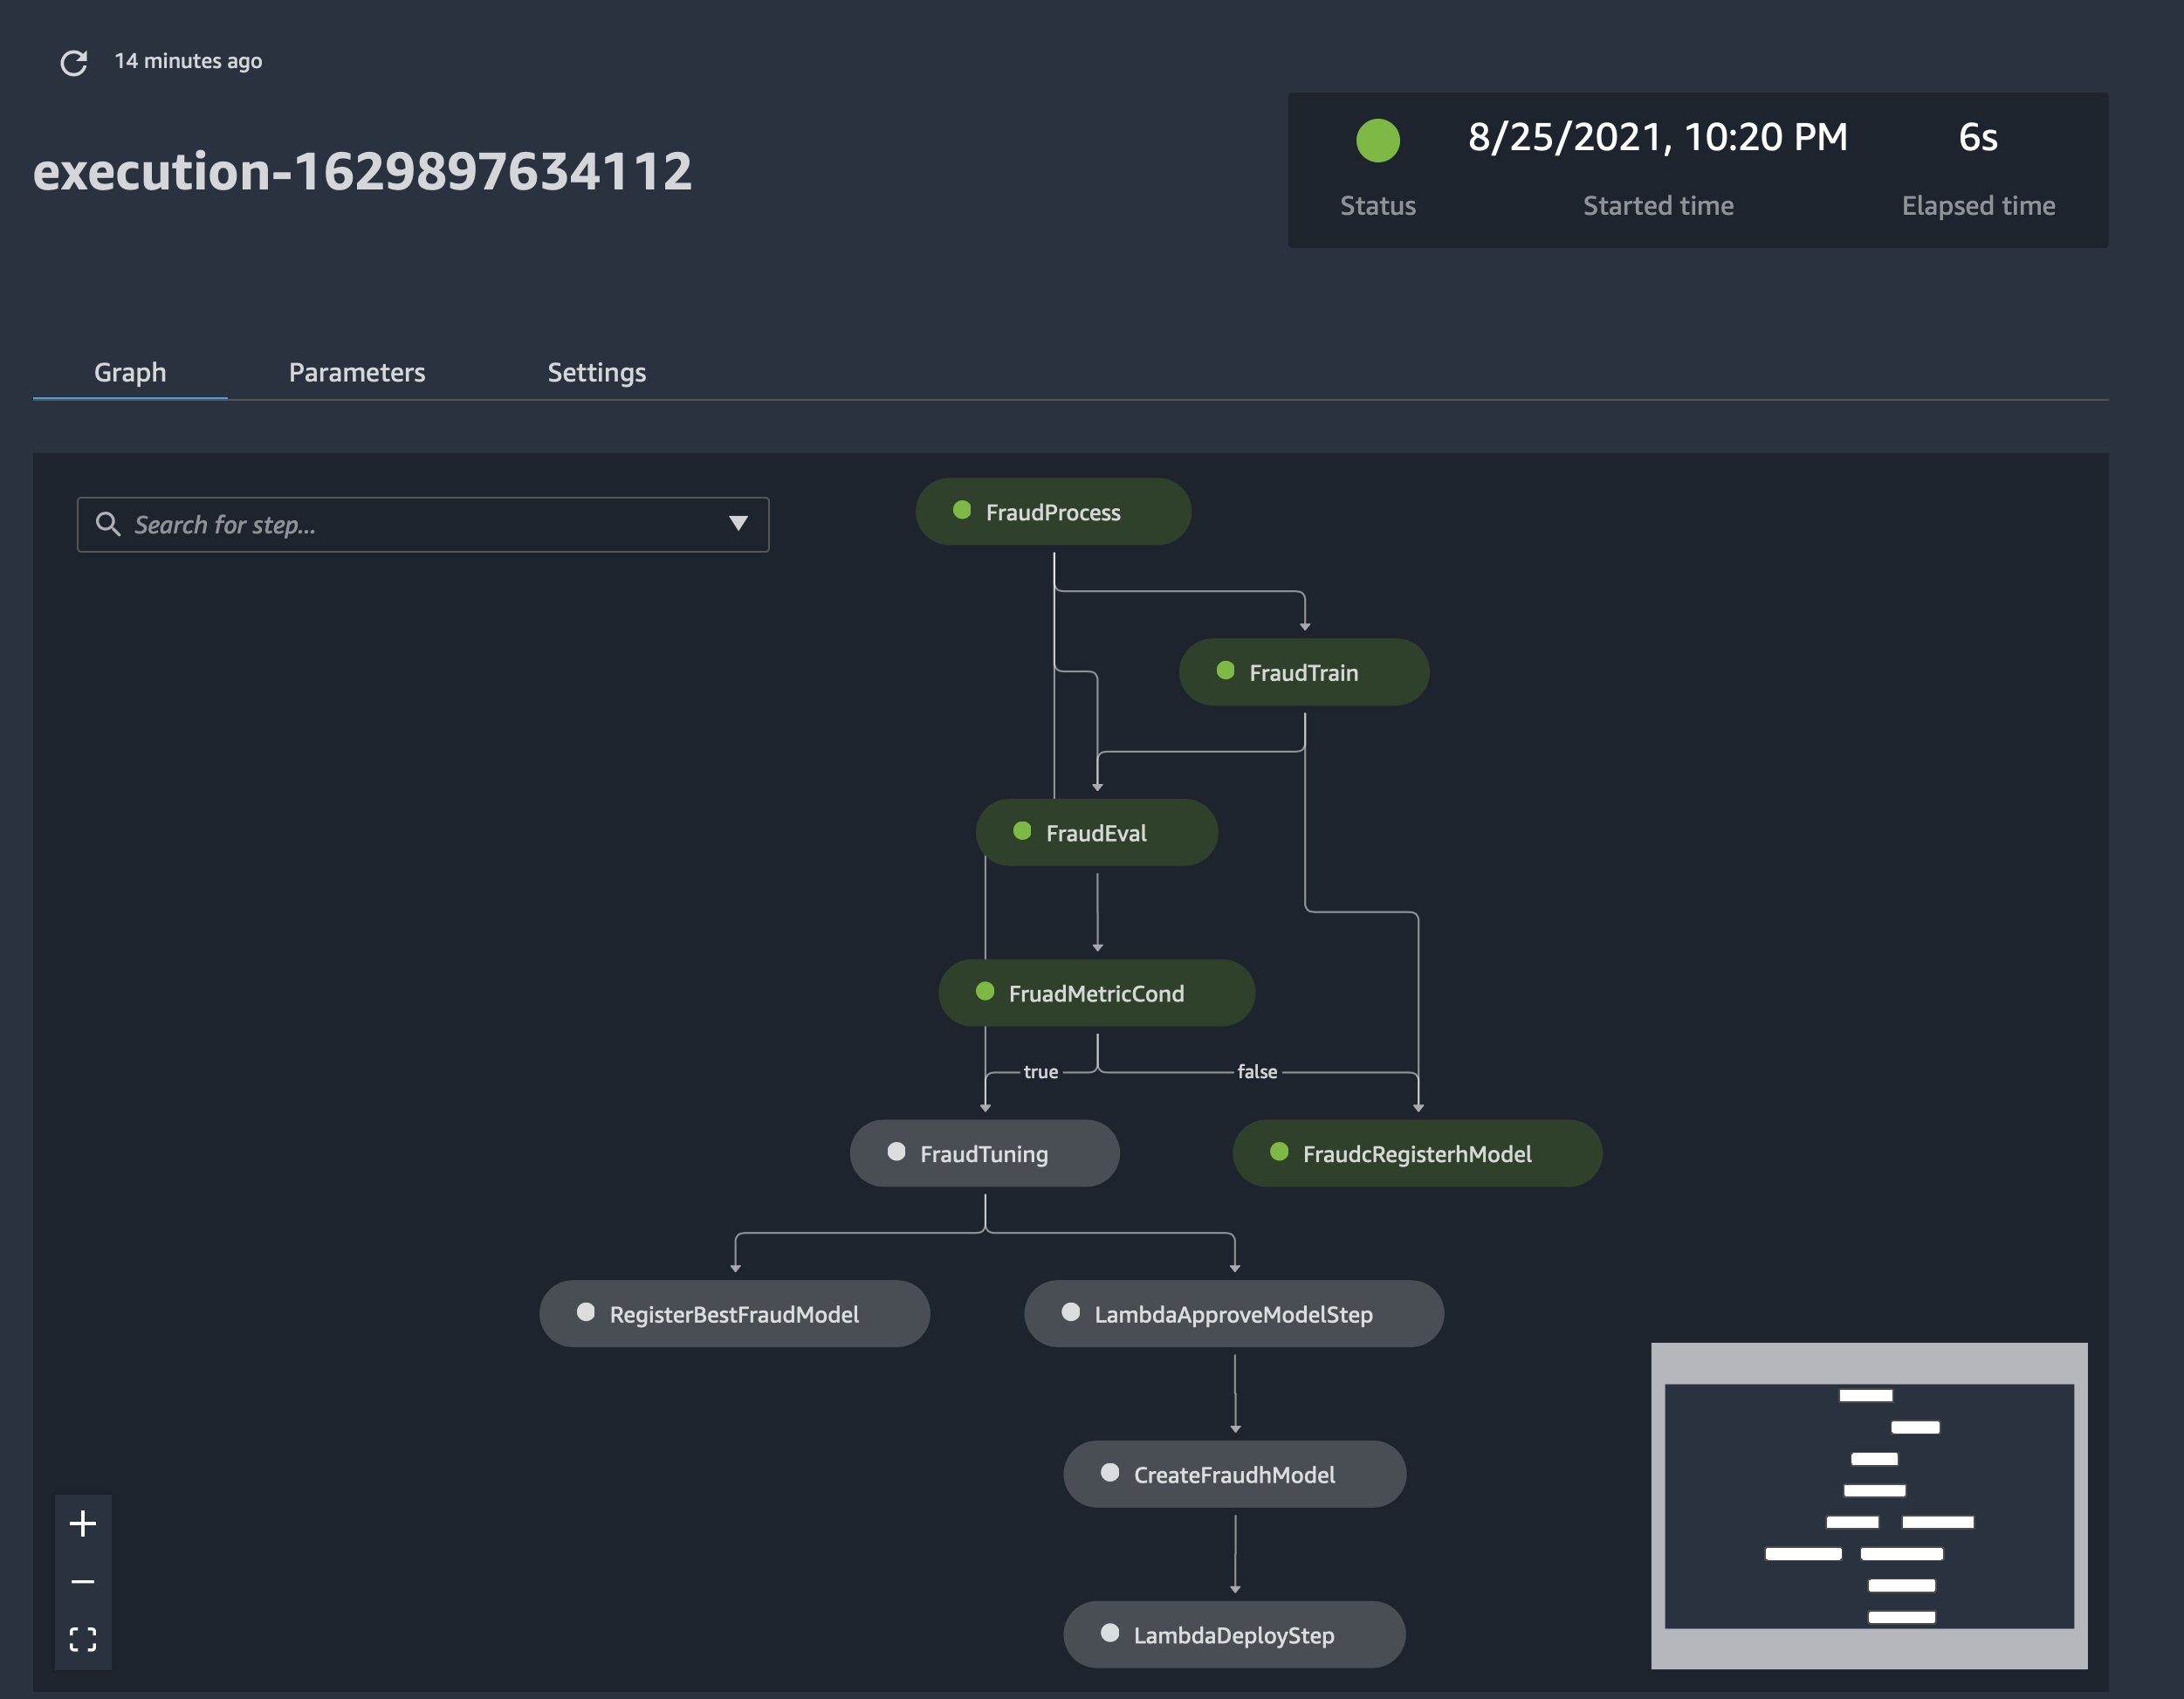 14 minutes ago
execution-1629897634112
8/25/2021, 10:20 PM
6s
Status
Started time
Elapsed time
Graph
Parameters
Settings
Search for step...
FraudProcess
FraudTrain
FraudEval
FruadMetricCond
true
false
FraudTuning
FraudcRegisterhModel
RegisterBestFraudModel
LambdaApproveModelStep
CreateFraudhModel
LambdaDeployStep